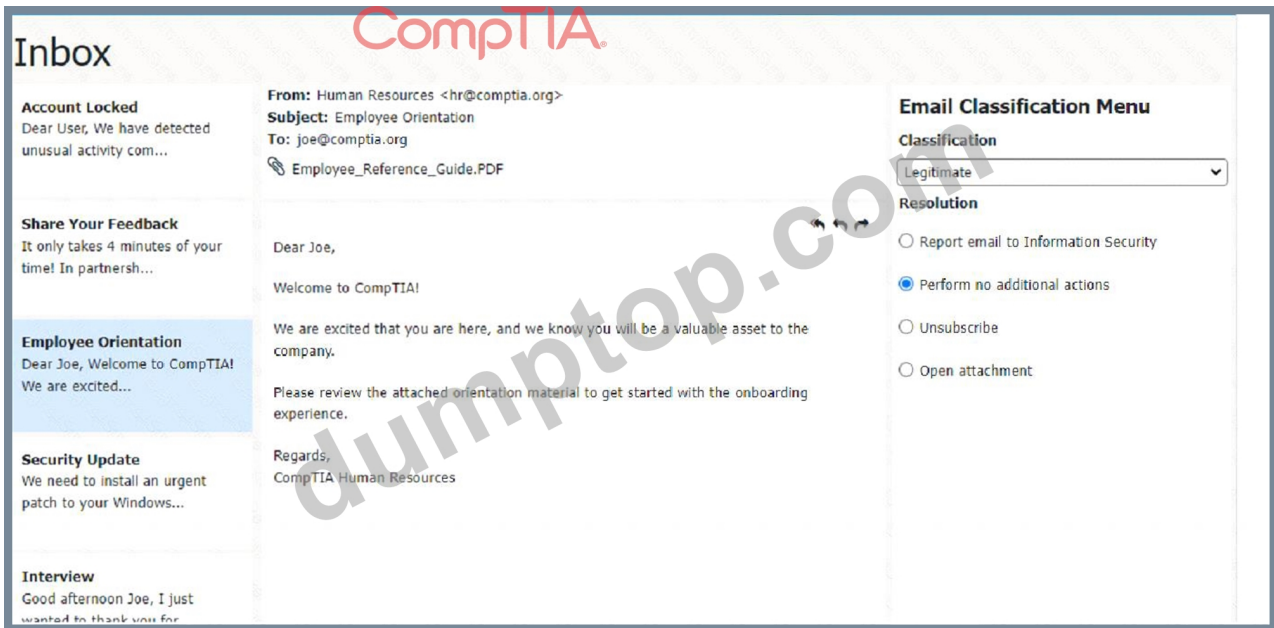 CompTIA.
Inbox
Account Locked
Dear User, We have detected
unusual activity com...
Share Your Feedback
It only takes 4 minutes of your
time! In partnersh...
Employee Orientation
Dear Joe, Welcome to CompTIA!
We are excited...
Security Update
We need to install an urgent
patch to your Windows...
Interview
Good afternoon Joe, I just
wanted to thank you for
From: Human Resources <hr@comptia.org>
Subject: Employee Orientation
To: joe@comptia.org
Employee_Reference_Guide.PDF
Dear Joe,
Welcome to CompTIA!
We are excited that you are here, and we know you will be a valuable asset to the
company.
Please review the attached orientation material to get started with the onboarding
experience.
Regards,
CompTIA Human Resources
Email Classification Menu
Classification
Legitimate
Resolution
Report email to Information Security
Perform no additional actions
Unsubscribe
Open attachment
dumptop.com